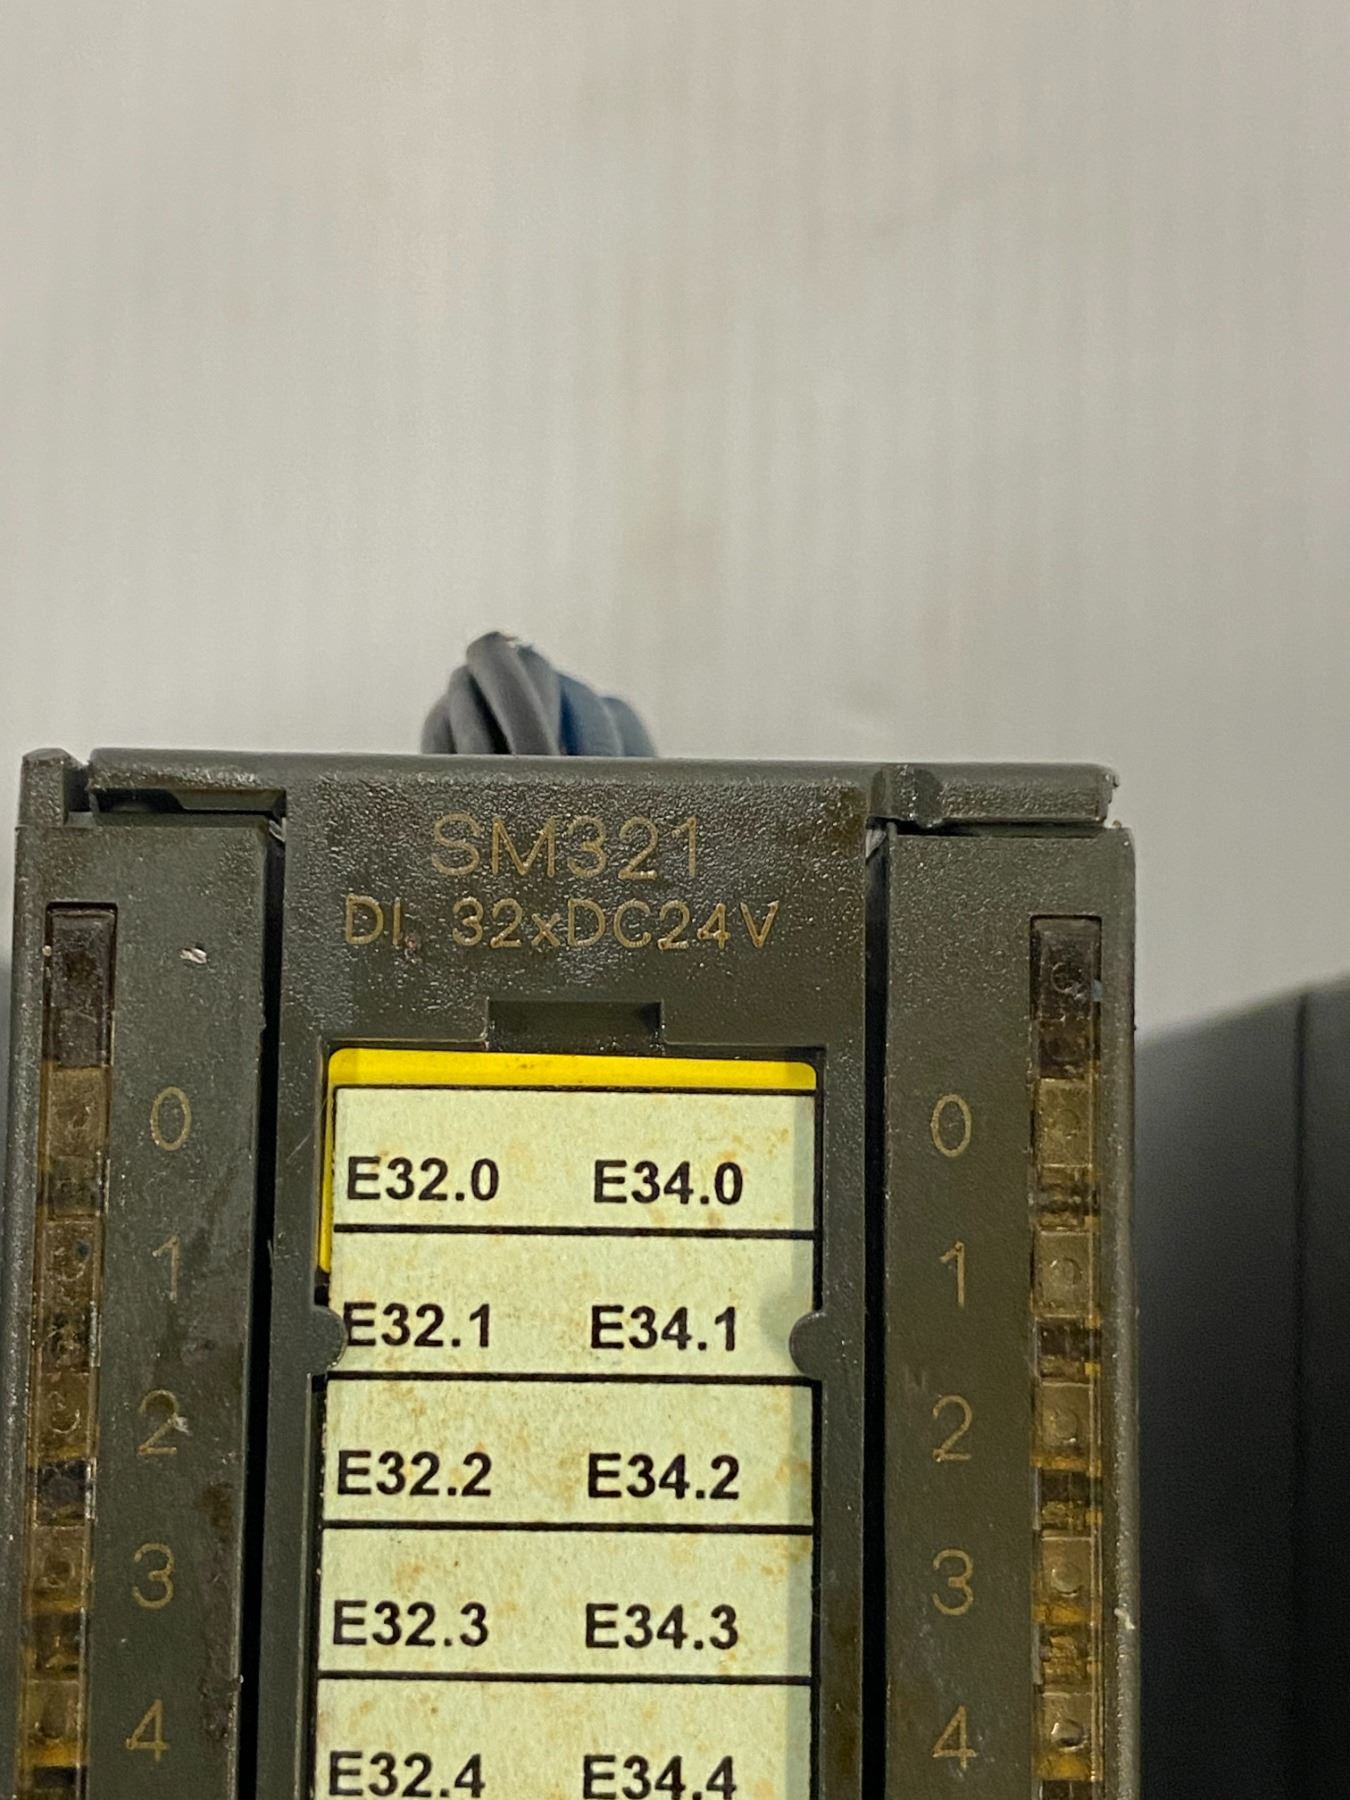 SM321
DI 32xDC24V
0 E32.0 E34.0 0
1 E32.1 E34.1 1
2 E32.2 E34.2 2
3 E32.3 E34.3 3
4 E32.4 E34.4 4